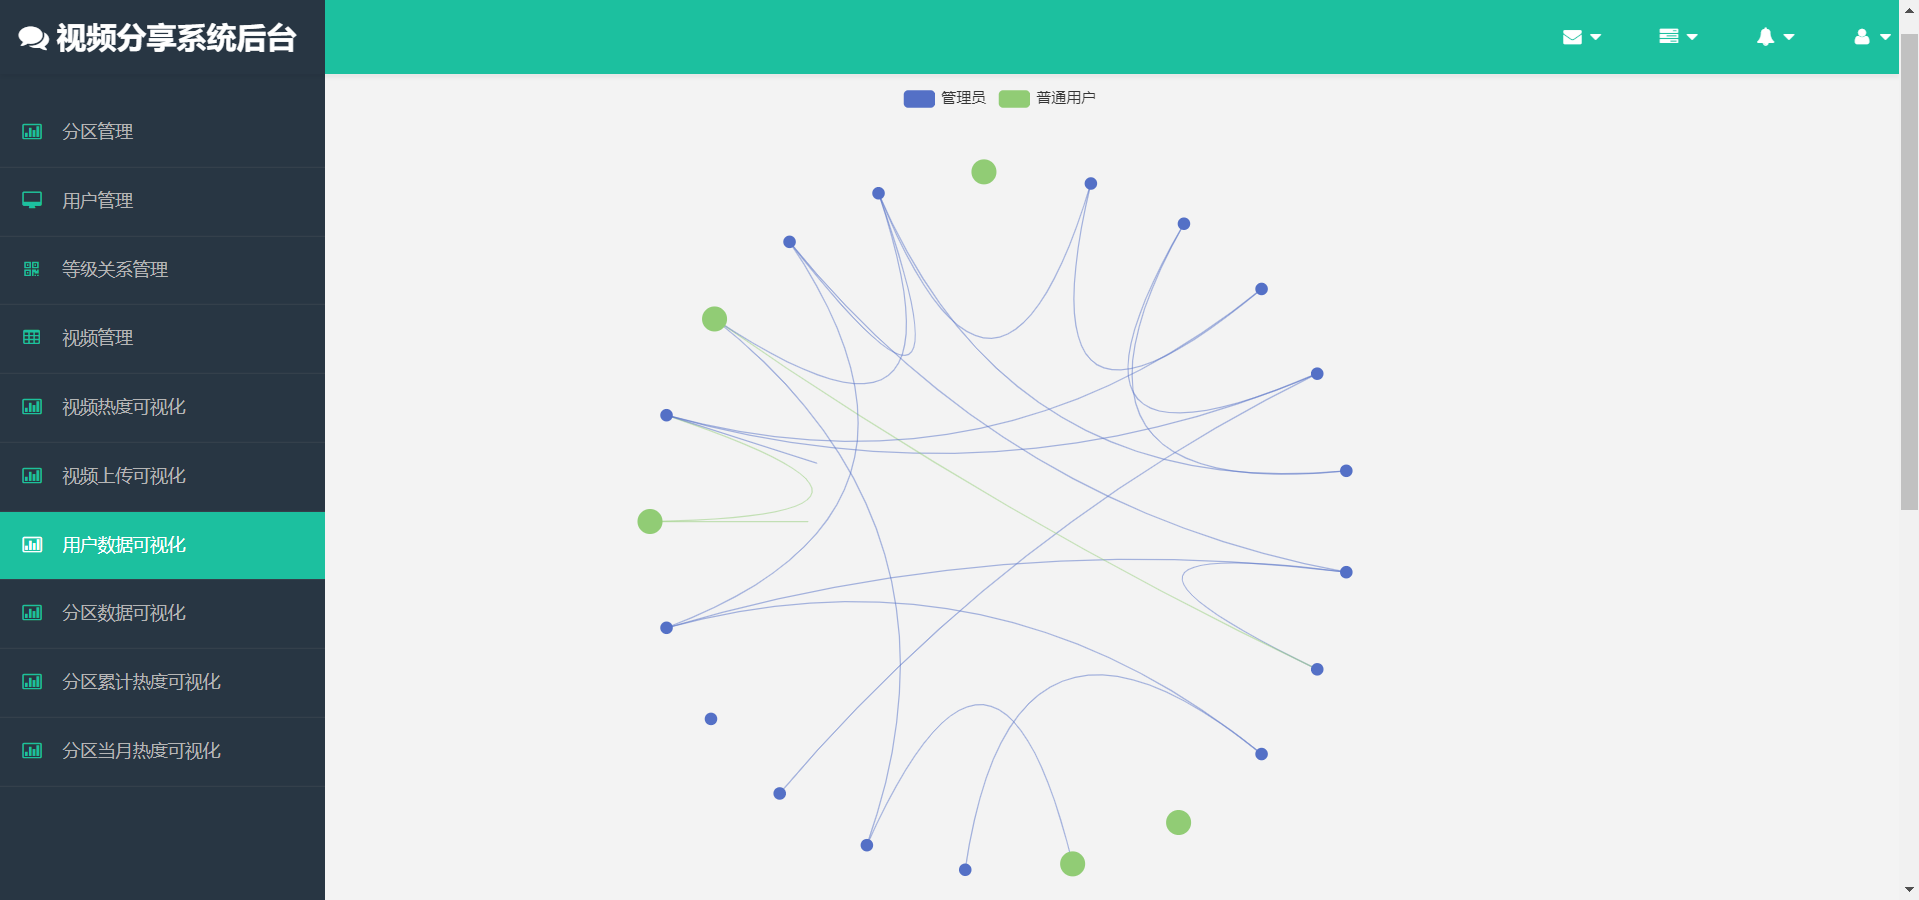 视频分享系统后台
管理员 普通用户
分区管理
用户管理
等级关系管理
视频管理
视频热度可视化
视频上传可视化
用户数据可视化
分区数据可视化
分区累计热度可视化
分区当月热度可视化